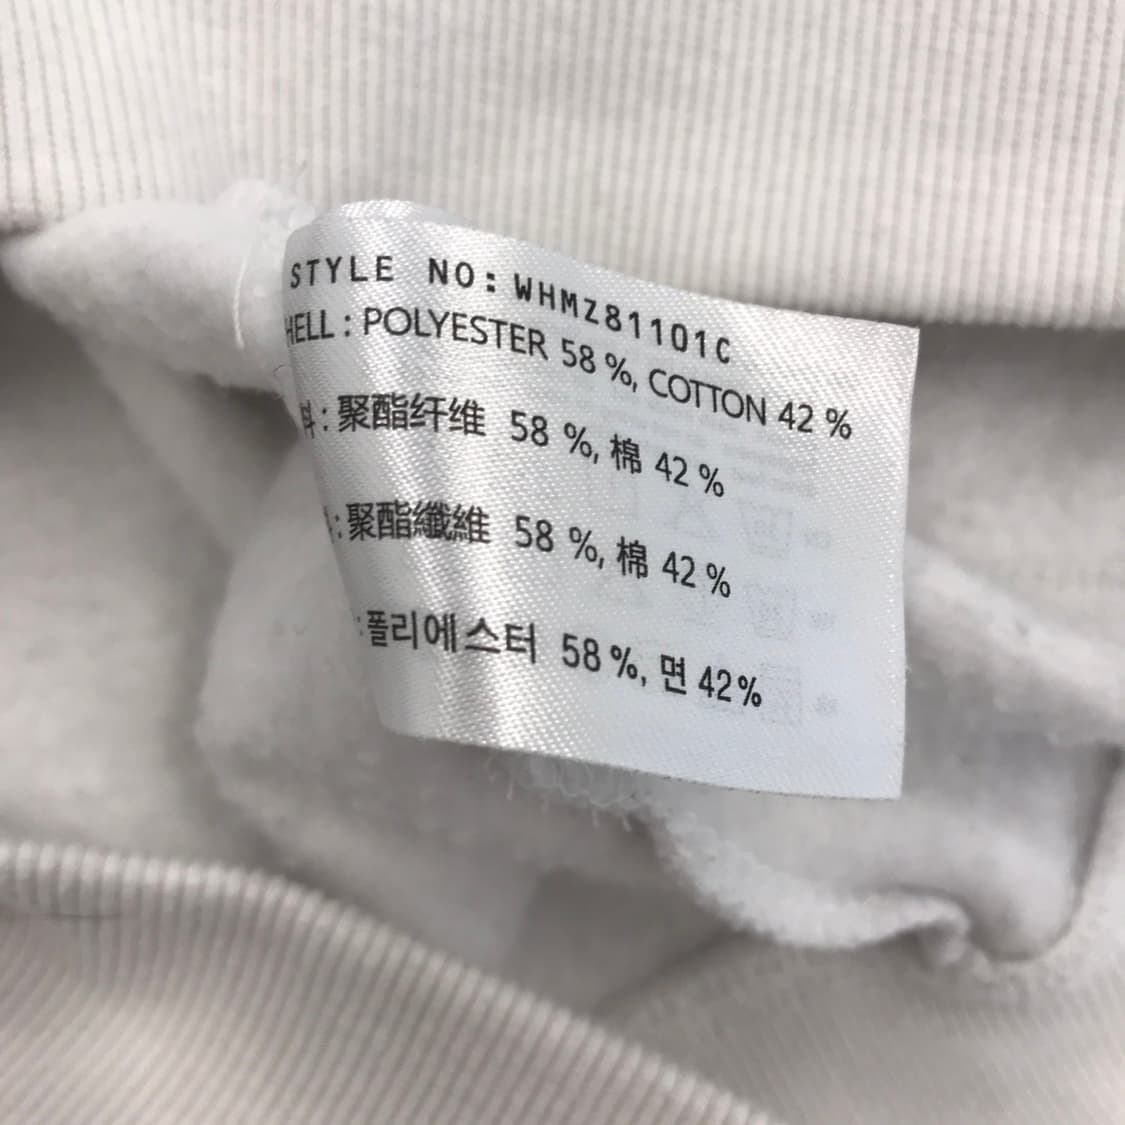 STYLE NO: WHMZ81101C
HELL : POLYESTER 58 %, COTTON 42 %
料 : 聚酯纤维 58 %, 棉 42 %
: 聚酯纖維 58 %, 棉 42 %
: 폴리에스터 58 %, 면 42%